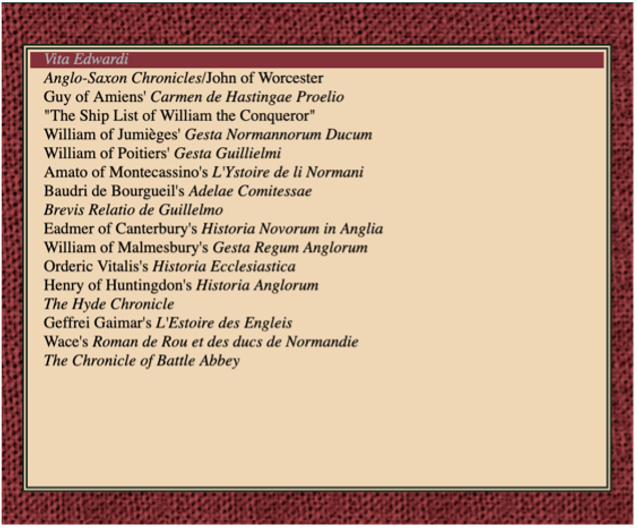 Vita Edwardi
Anglo-Saxon Chronicles/John of Worcester
Guy of Amiens' Carmen de Hastingae Proelio
"The Ship List of William the Conqueror"
William of Jumièges' Gesta Normannorum Ducum
William of Poitiers' Gesta Guillielmi
Amato of Montecassino's L'Ystoire de li Normani
Baudri de Bourgueil's Adelae Comitessae
Brevis Relatio de Guillelmo
Eadmer of Canterbury's Historia Novorum in Anglia
William of Malmesbury's Gesta Regum Anglorum
Orderic Vitalis's Historia Ecclesiastica
Henry of Huntingdon's Historia Anglorum
The Hyde Chronicle
Geffrei Gaimar's L'Estoire des Engleis
Wace's Roman de Rou et des ducs de Normandie
The Chronicle of Battle Abbey